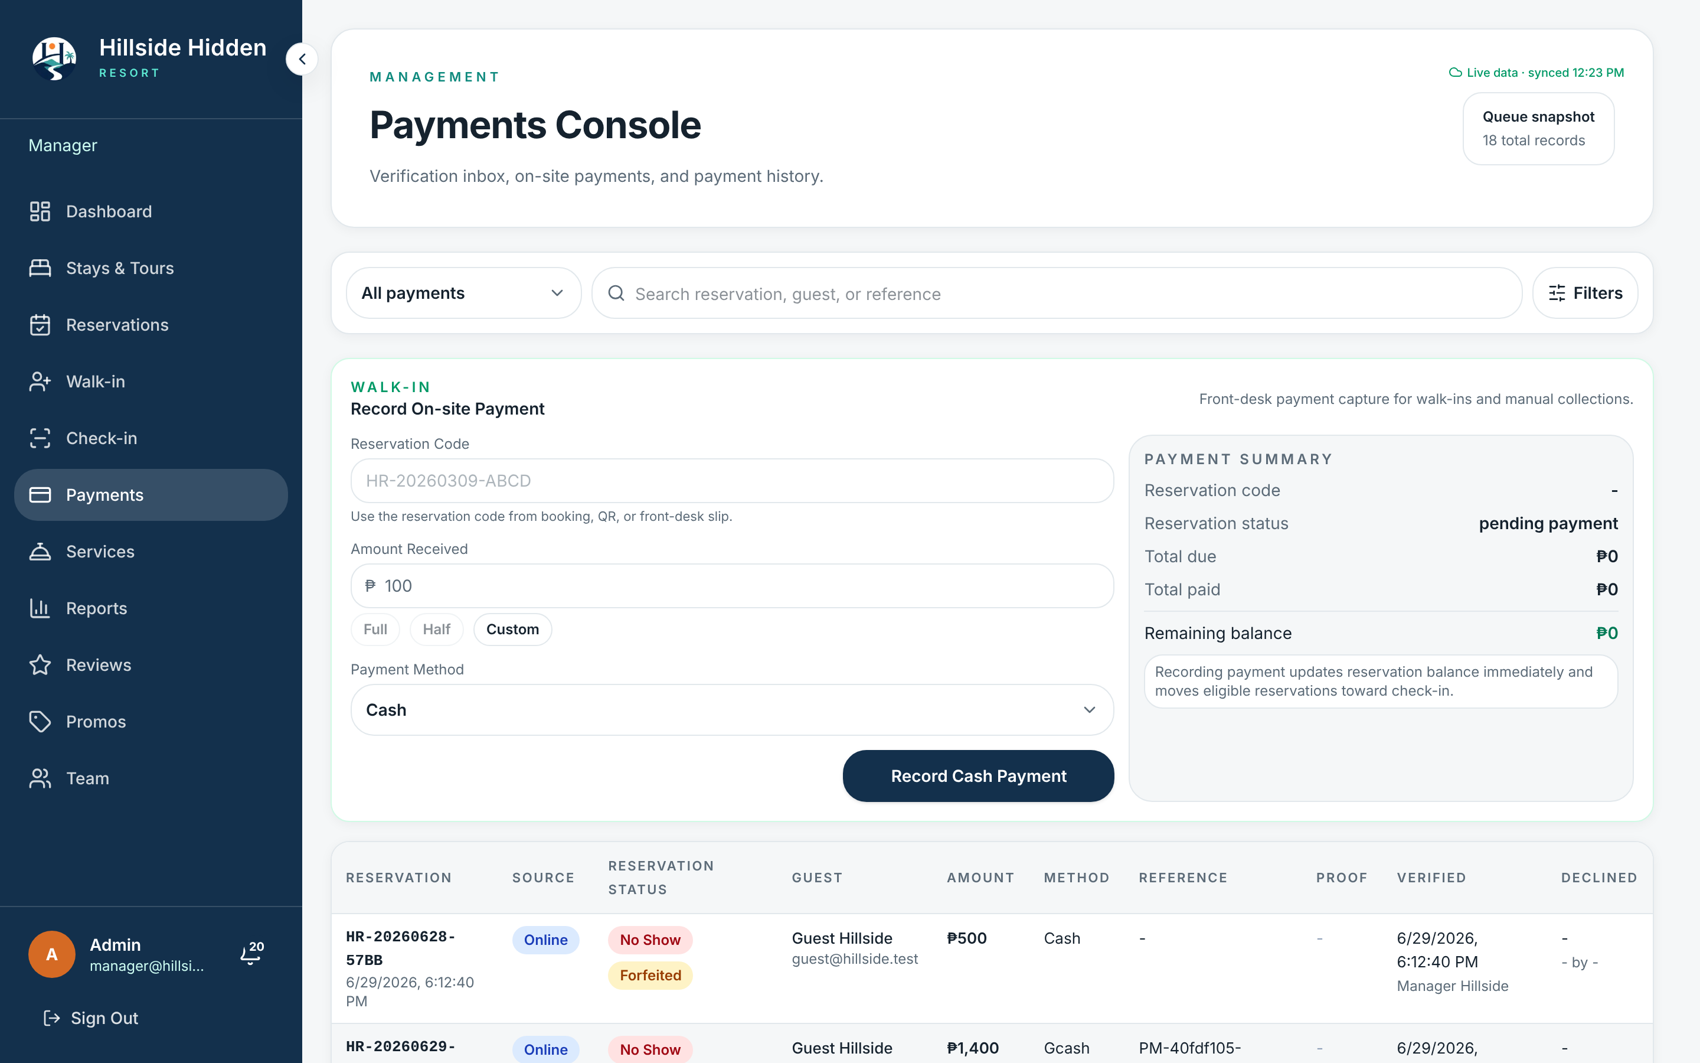 Hillside Hidden
RESORT
Manager
Dashboard
Stays & Tours
Reservations
Walk-in
Check-in
Payments
Services
Reports
Reviews
Promos
Team
A
Admin
manager@hillsi...
20
Sign Out
MANAGEMENT
Payments Console
Verification inbox, on-site payments, and payment history.
Live data · synced 12:23 PM
Queue snapshot
18 total records
All payments
Search reservation, guest, or reference
Filters
WALK-IN
Record On-site Payment
Front-desk payment capture for walk-ins and manual collections.
Reservation Code
HR-20260309-ABCD
Use the reservation code from booking, QR, or front-desk slip.
Amount Received
₱ 100
Full Half Custom
Payment Method
Cash
Record Cash Payment
PAYMENT SUMMARY
Reservation code -
Reservation status pending payment
Total due ₱0
Total paid ₱0
Remaining balance ₱0
Recording payment updates reservation balance immediately and
moves eligible reservations toward check-in.
RESERVATION SOURCE RESERVATION STATUS GUEST AMOUNT METHOD REFERENCE PROOF VERIFIED DECLINED
HR-20260628- Online No Show Guest Hillside ₱500 Cash - - 6/29/2026, -
57BB Forfeited guest@hillside.test 6:12:40 PM - by -
6/29/2026, 6:12:40 Manager Hillside
PM
HR-20260629- Online No Show Guest Hillside ₱1,400 Gcash PM-40fdf105- - 6/29/2026, -